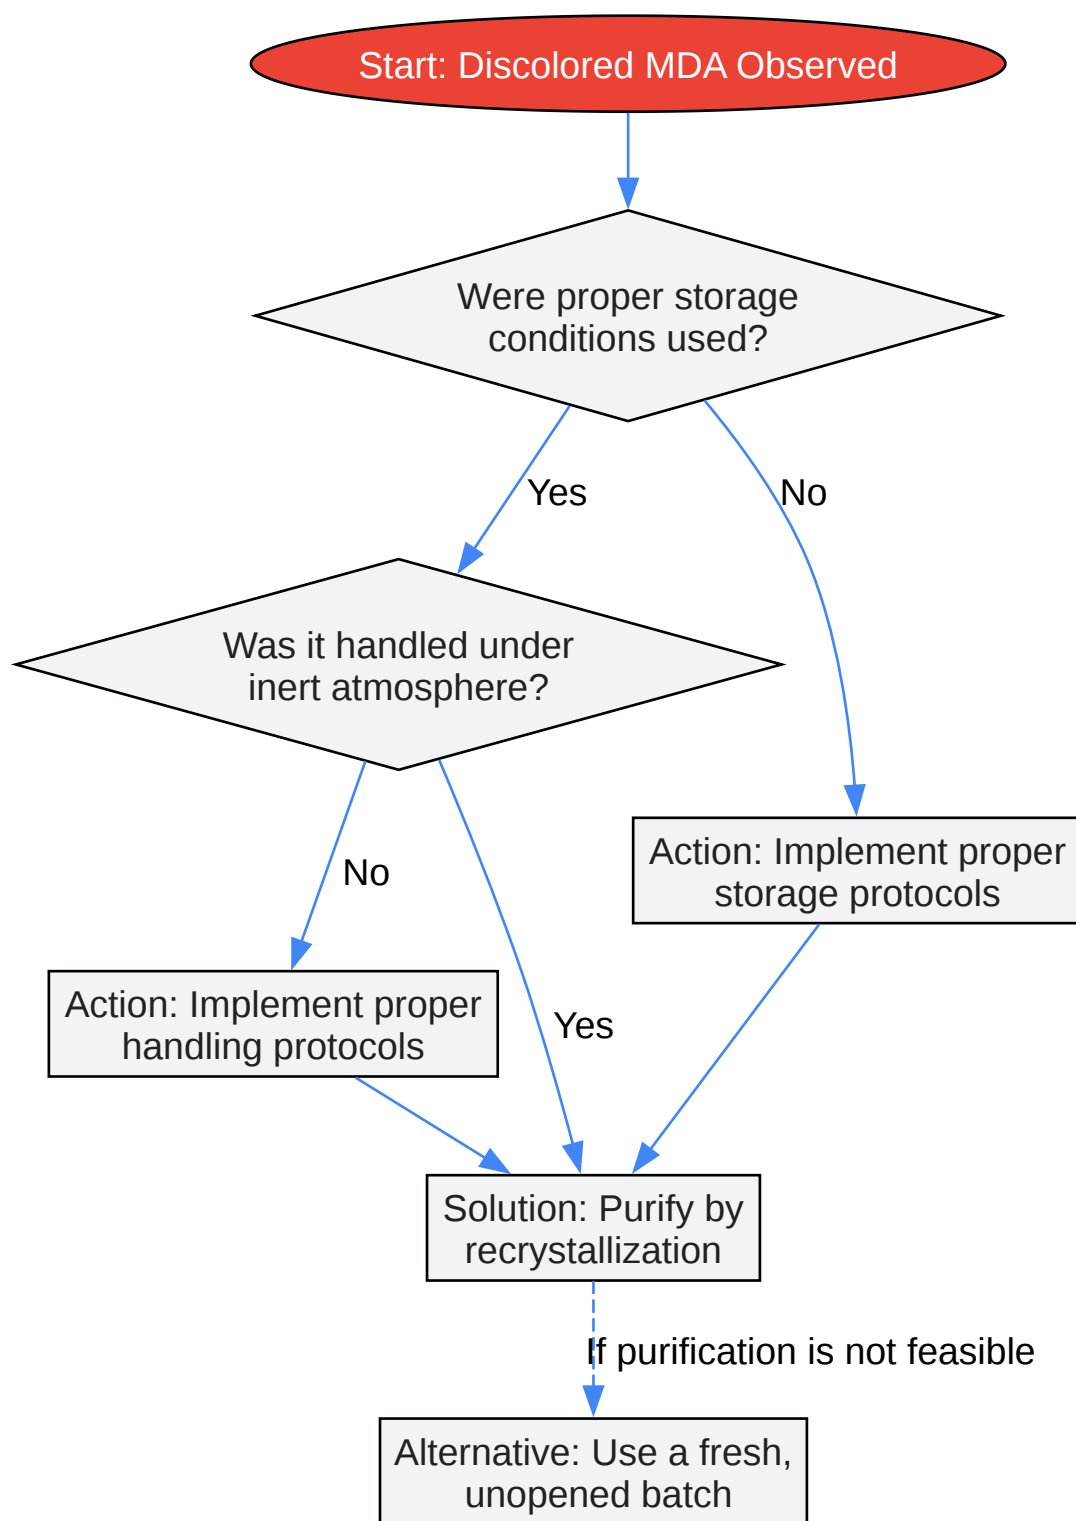 Start: Discolored MDA Observed
Were proper storage
conditions used?
Yes
No
Was it handled under
inert atmosphere?
No
Action: Implement proper
storage protocols
Action: Implement proper
handling protocols
Yes
Solution: Purify by
recrystallization
If purification is not feasible
Alternative: Use a fresh,
unopened batch